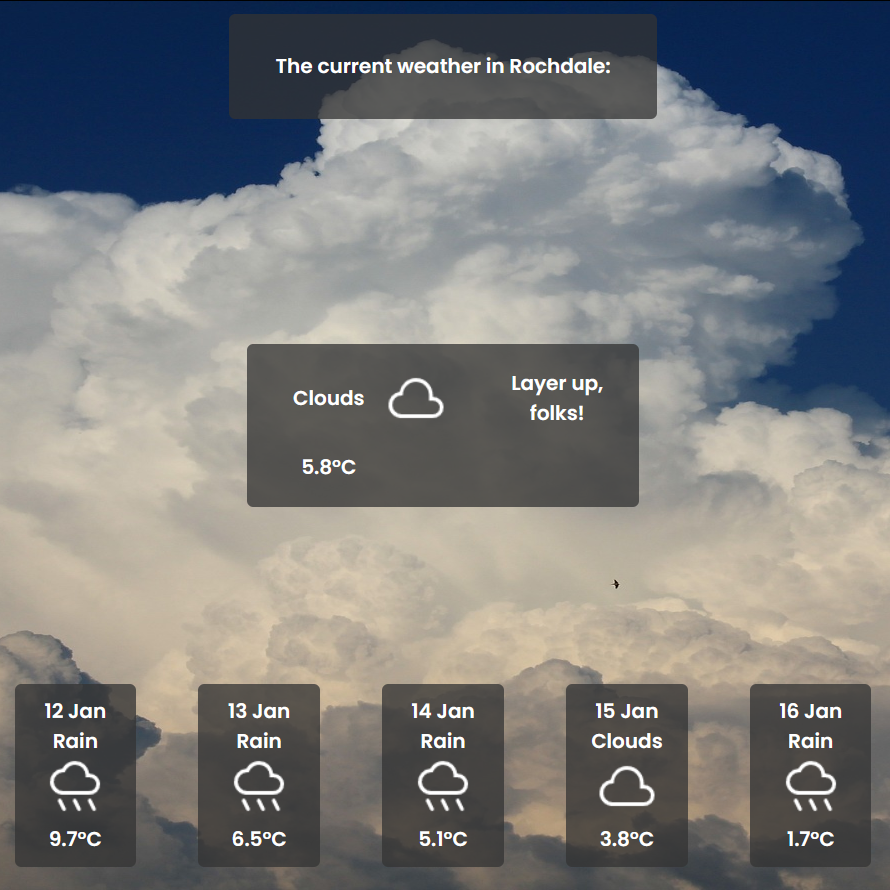 The current weather in Rochdale:
Clouds
Layer up,
folks!
5.8°C
12 Jan
Rain
9.7°C
13 Jan
Rain
6.5°C
14 Jan
Rain
5.1°C
15 Jan
Clouds
3.8°C
16 Jan
Rain
1.7°C